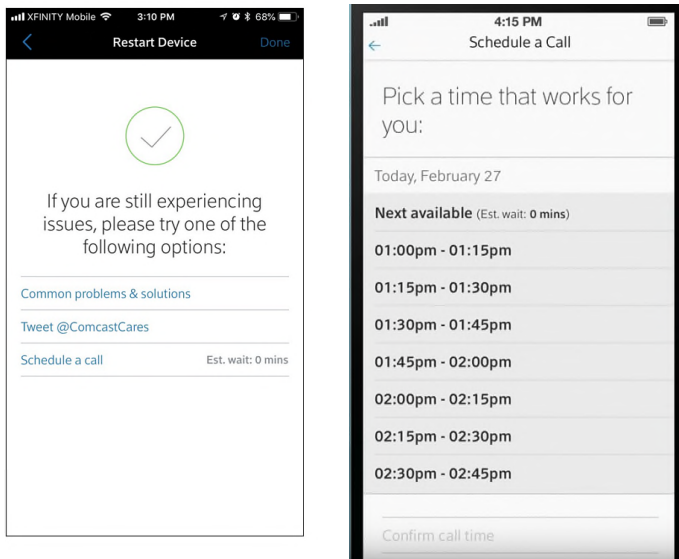 XFINITY Mobile 3:10 PM 68%
Restart Device Done
If you are still experiencing
issues, please try one of the
following options:
Common problems & solutions
Tweet @ComcastCares
Schedule a call Est. wait: 0 mins
4:15 PM
Schedule a Call
Pick a time that works for
you:
Today, February 27
Next available (Est. wait: 0 mins)
01:00pm - 01:15pm
01:15pm - 01:30pm
01:30pm - 01:45pm
01:45pm - 02:00pm
02:00pm - 02:15pm
02:15pm - 02:30pm
02:30pm - 02:45pm
Confirm call time